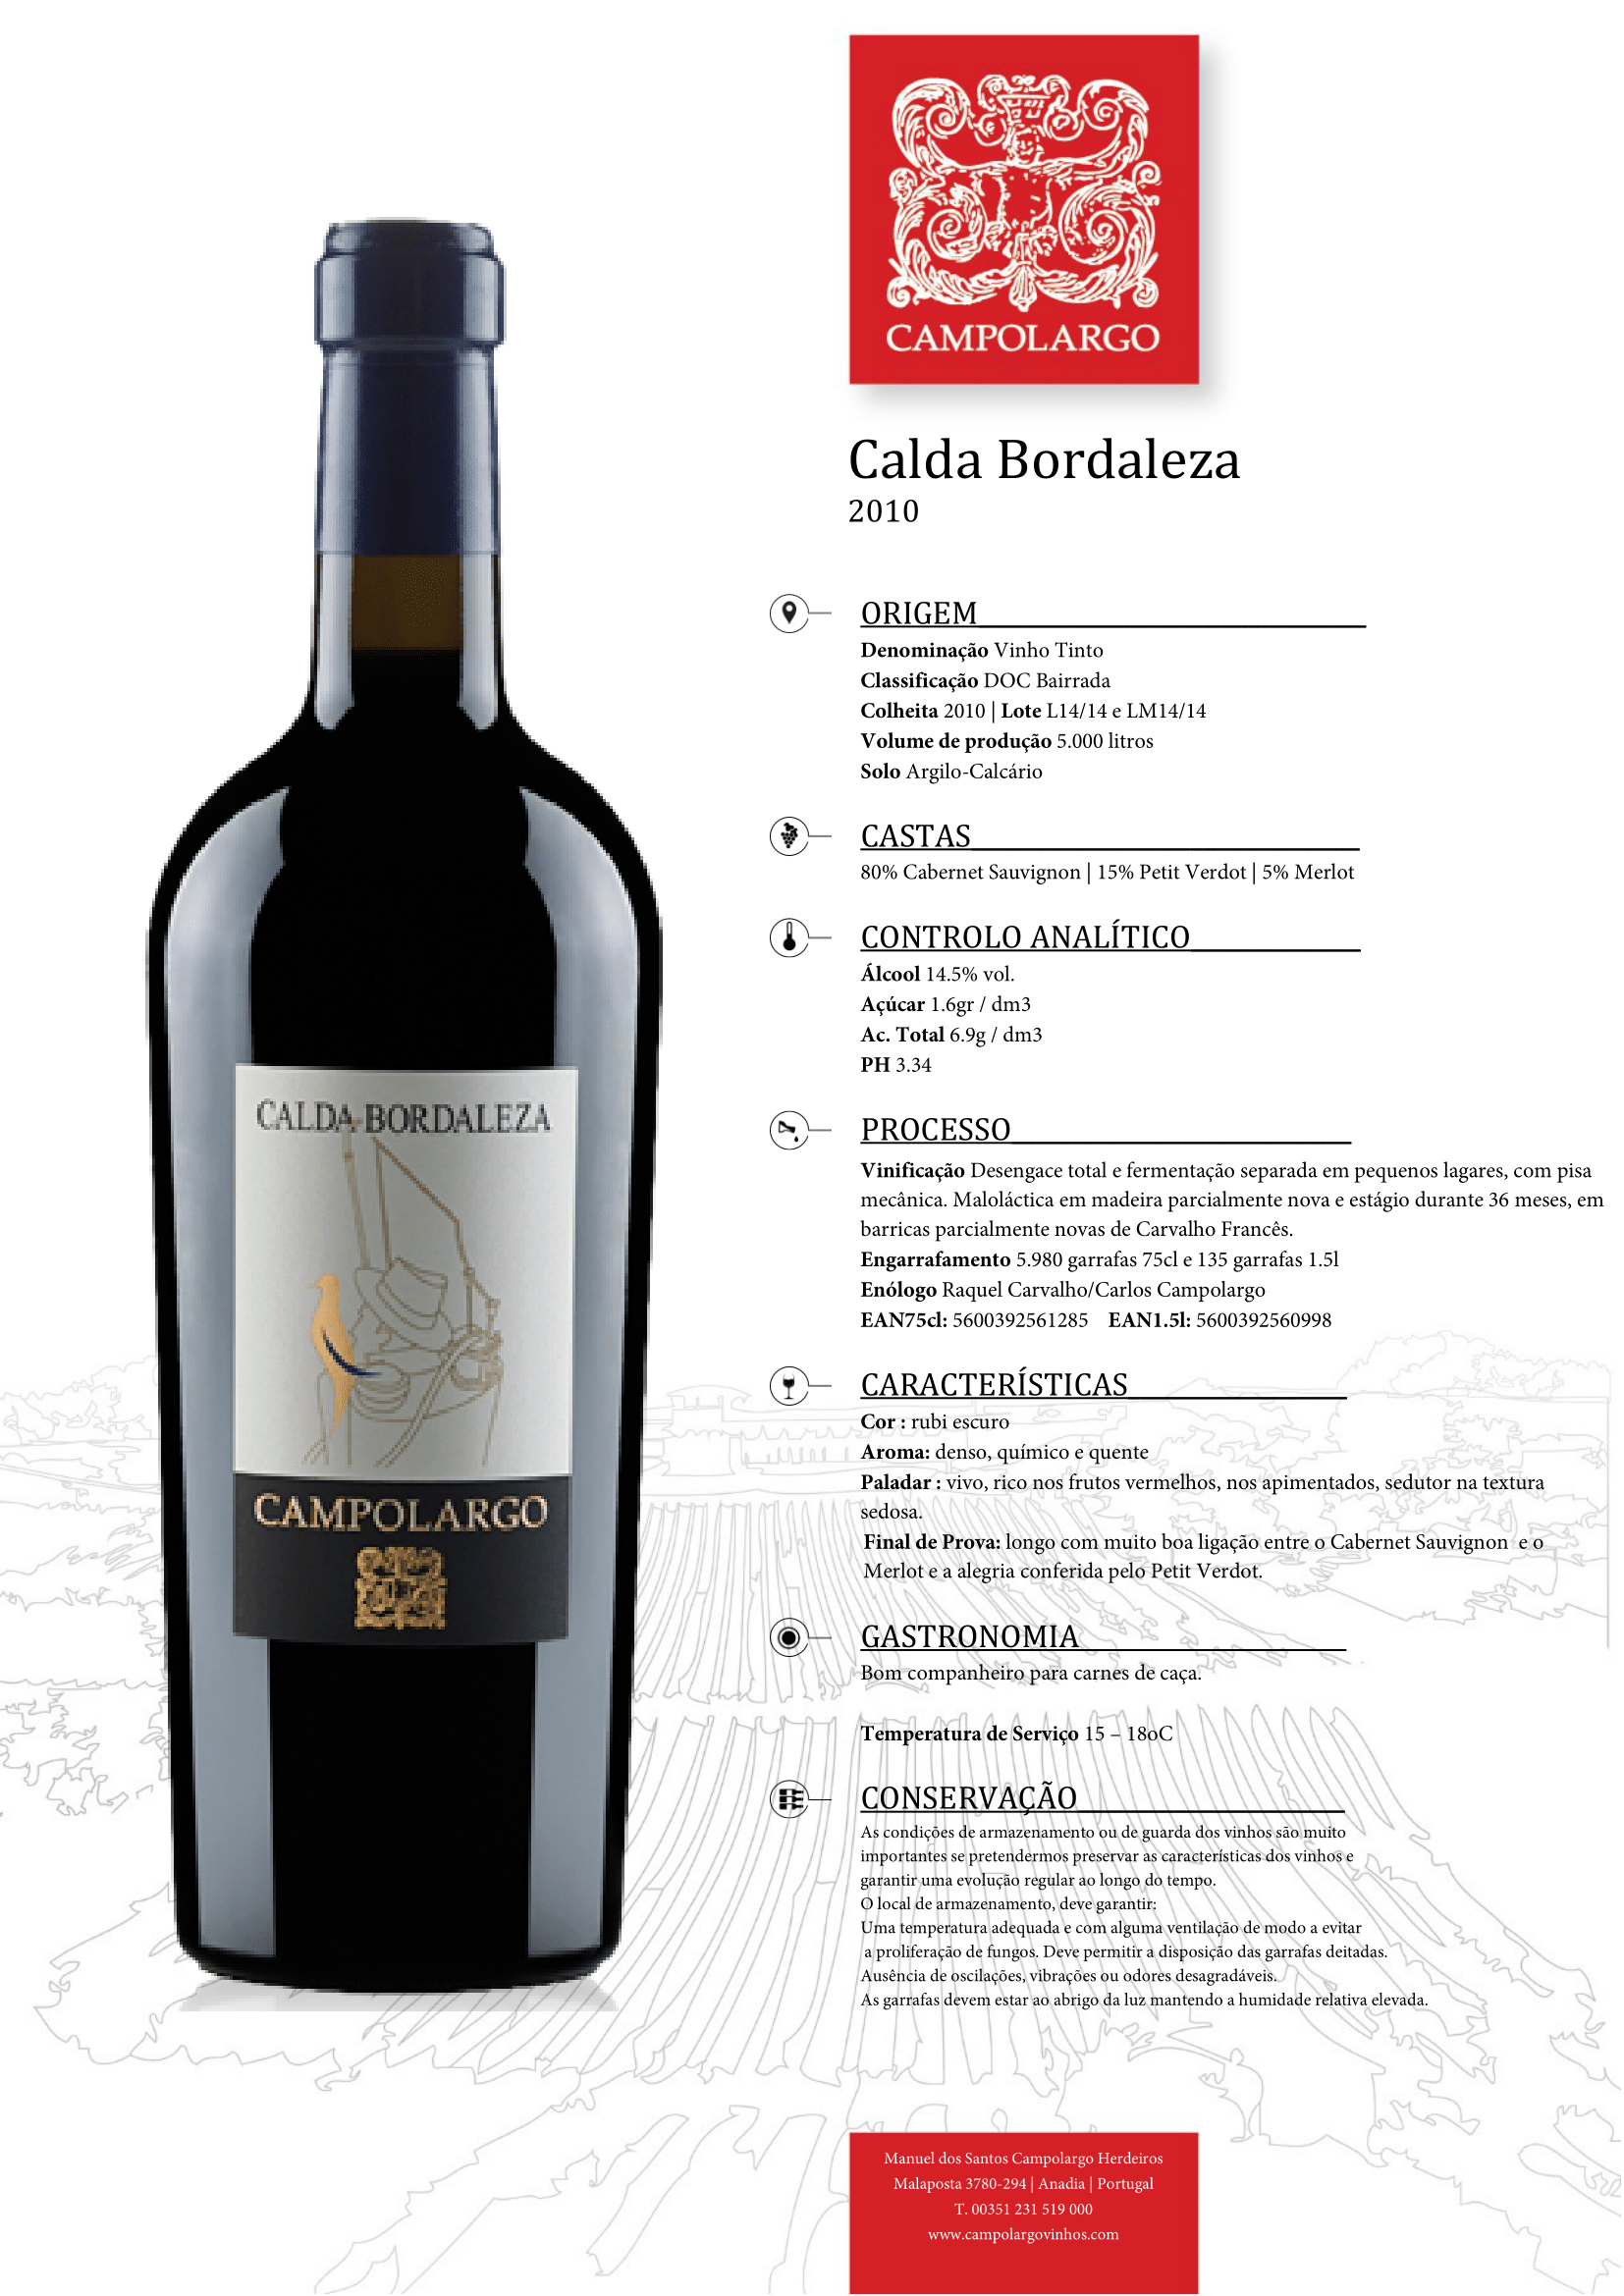 CAMPOLARGO
Calda Bordaleza
2010
ORIGEM
Denominação Vinho Tinto
Classificação DOC Bairrada
Colheita 2010 | Lote L14/14 e LM14/14
Volume de produção 5.000 litros
Solo Argilo-Calcário
CASTAS
80% Cabernet Sauvignon | 15% Petit Verdot | 5% Merlot
CONTROLO ANALÍTICO
Álcool 14.5% vol.
Açúcar 1.6gr / dm3
Ac. Total 6.9g / dm3
PH 3.34
PROCESSO
Vinificação Desengace total e fermentação separada em pequenos lagares, com pisa
mecânica. Maloláctica em madeira parcialmente nova e estágio durante 36 meses, em
barricas parcialmente novas de Carvalho Francês.
Engarrafamento 5.980 garrafas 75cl e 135 garrafas 1.5l
Enólogo Raquel Carvalho/Carlos Campolargo
EAN75cl: 5600392561285 EAN1.5l: 5600392560998
CARACTERÍSTICAS
Cor : rubi escuro
Aroma: denso, químico e quente
Paladar : vivo, rico nos frutos vermelhos, nos apimentados, sedutor na textura
sedosa.
Final de Prova: longo com muito boa ligação entre o Cabernet Sauvignon e o
Merlot e a alegria conferida pelo Petit Verdot.
GASTRONOMIA
Bom companheiro para carnes de caça.
Temperatura de Serviço 15 – 18oC
CONSERVAÇÃO
As condições de armazenamento ou de guarda dos vinhos são muito
importantes se pretendermos preservar as características dos vinhos e
garantir uma evolução regular ao longo do tempo.
O local de armazenamento, deve garantir:
Uma temperatura adequada e com alguma ventilação de modo a evitar
a proliferação de fungos. Deve permitir a disposição das garrafas deitadas.
Ausência de oscilações, vibrações ou odores desagradáveis.
As garrafas devem estar ao abrigo da luz mantendo a humidade relativa elevada.
CALDA BORDALEZA
CAMPOLARGO
Manuel dos Santos Campolargo Herdeiros
Malaposta 3780-294 | Anadia | Portugal
T. 00351 231 519 000
www.campolargovinhos.com